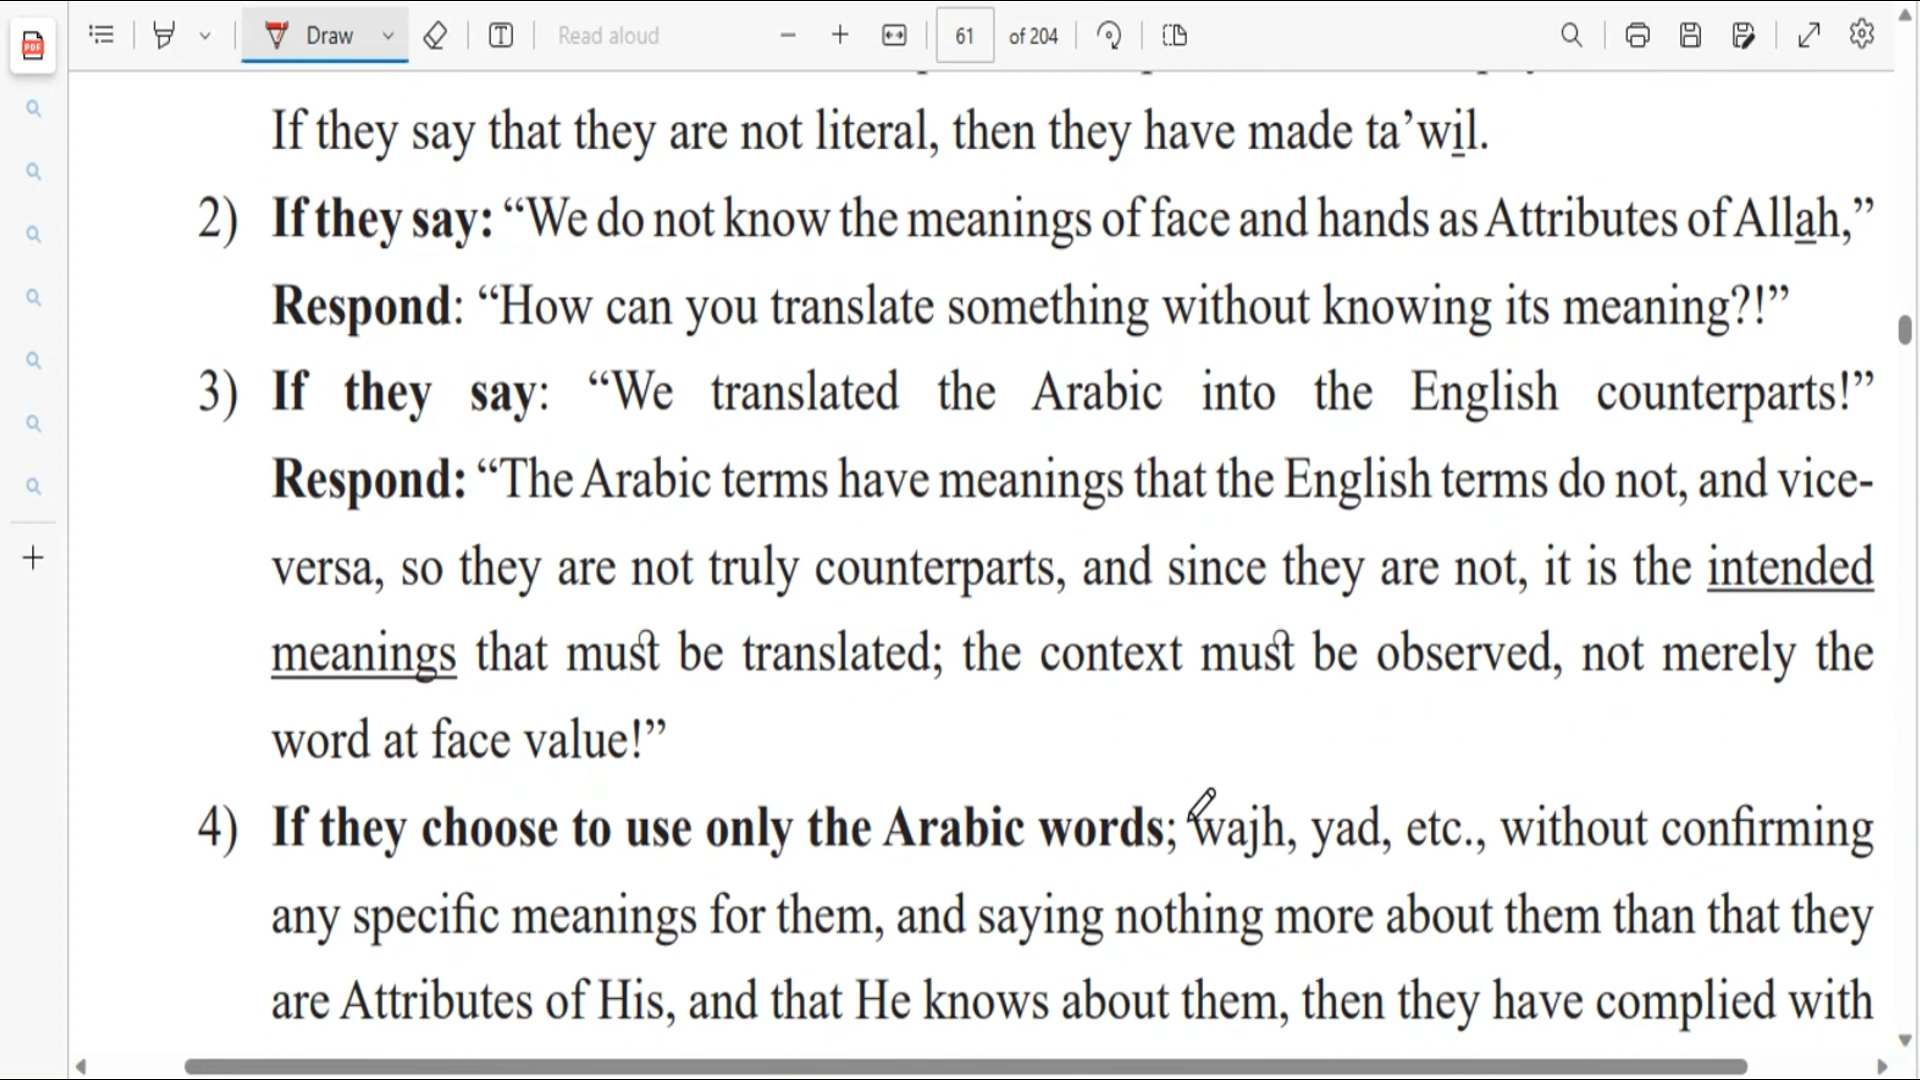 Draw
Read aloud
61
of 204
If they say that they are not literal, then they have made ta’wil.
2) If they say: “We do not know the meanings of face and hands as Attributes of Allah,”
Respond: “How can you translate something without knowing its meaning?!”
3) If they say: “We translated the Arabic into the English counterparts!”
Respond: “The Arabic terms have meanings that the English terms do not, and vice-
versa, so they are not truly counterparts, and since they are not, it is the intended
meanings that must be translated; the context must be observed, not merely the
word at face value!”
4) If they choose to use only the Arabic words; wajh, yad, etc., without confirming
any specific meanings for them, and saying nothing more about them than that they
are Attributes of His, and that He knows about them, then they have complied with